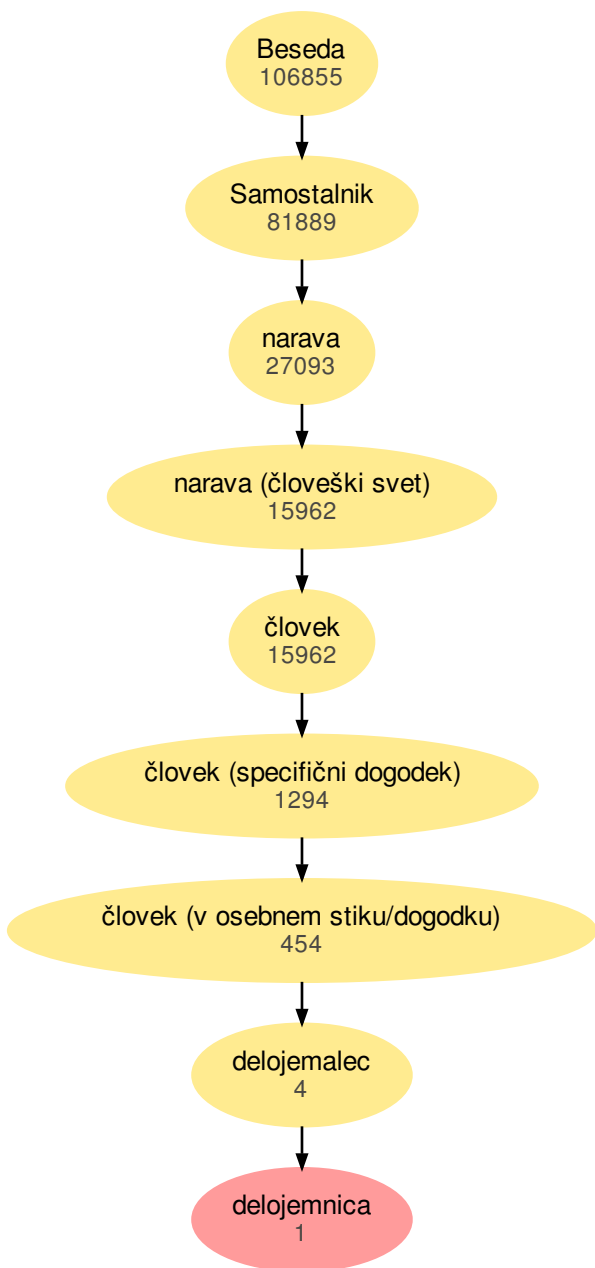 Beseda
106855
Samostalnik
81889
narava
27093
narava (človeški svet)
15962
človek
15962
človek (specifični dogodek)
1294
človek (v osebnem stiku/dogodku)
454
delojemalec
4
delojemnica
1